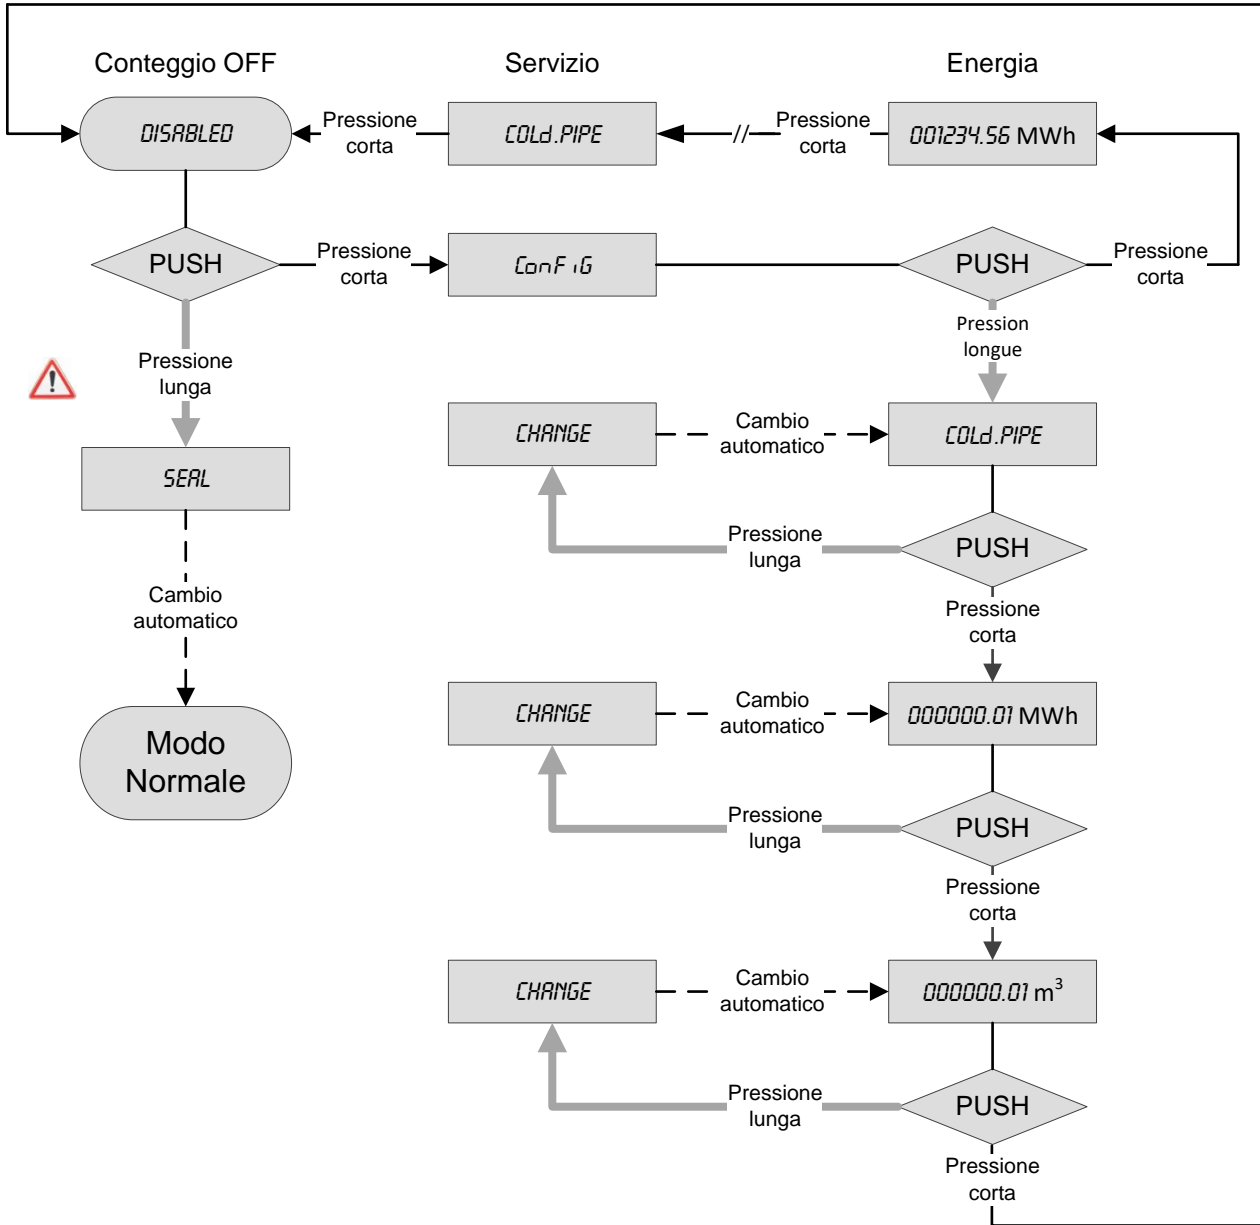 Conteggio OFF
Servizio
Energia
DISABLED
Pressione
corta
COLd.PIPE
//
Pressione
corta
001234.56 MWh
PUSH
Pressione
corta
ConFiG
PUSH
Pressione
corta
Pressione
lunga
Pression
longue
SEAL
CHANGE
Cambio
automatico
COLd.PIPE
Pressione
lunga
PUSH
Cambio
automatico
Pressione
corta
Modo
Normale
CHANGE
Cambio
automatico
000000.01 MWh
Pressione
lunga
PUSH
Pressione
corta
CHANGE
Cambio
automatico
000000.01 m³
Pressione
lunga
PUSH
Pressione
corta